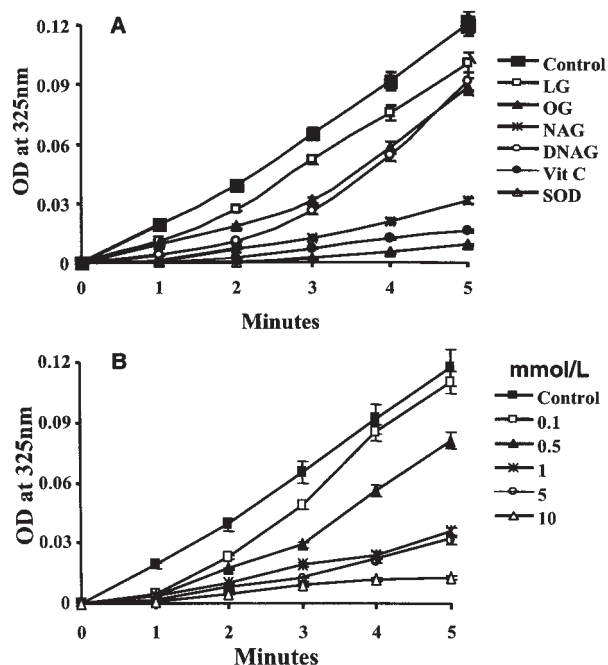 A
OD at 325nm
0.12
0.09
0.06
0.03
0
0 1 2 3 4 5
Minutes
Control
LG
OG
NAG
DNAG
Vit C
SOD
B
OD at 325nm
0.12
0.09
0.06
0.03
0
0 1 2 3 4 5
Minutes
mmol/L
Control
0.1
0.5
1
5
10